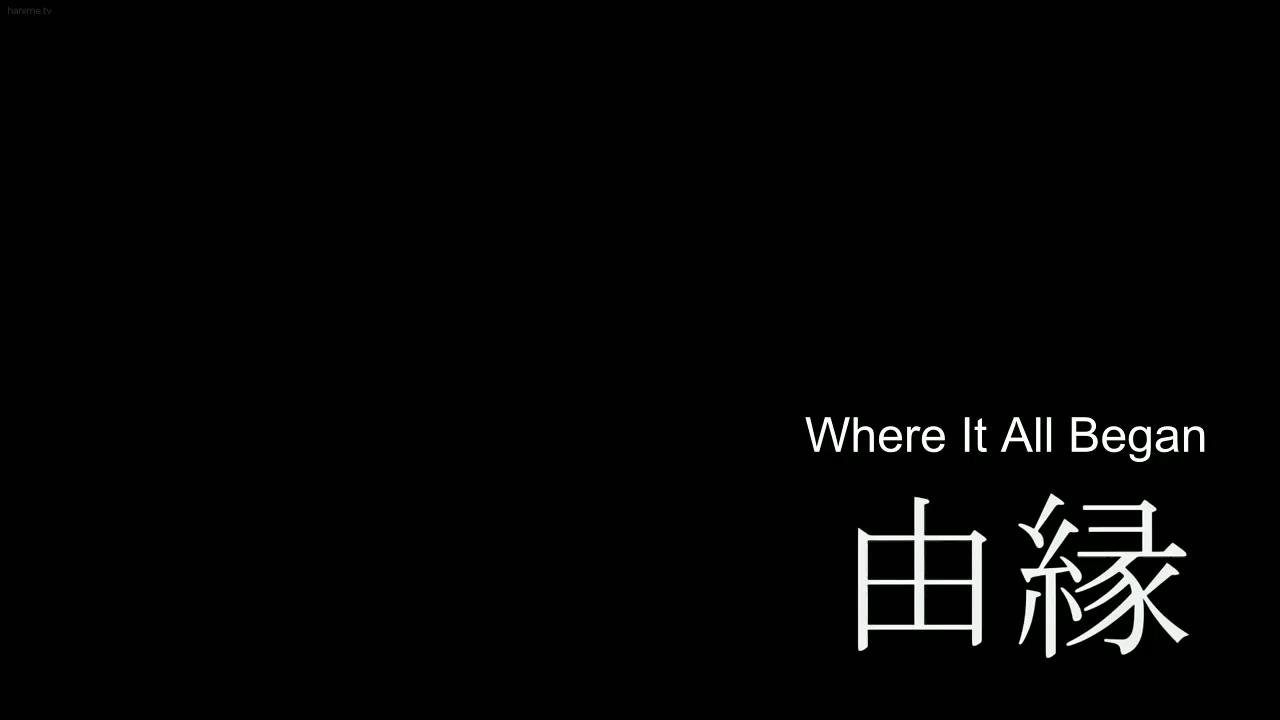 hanime.tv
Where It All Began
由縁